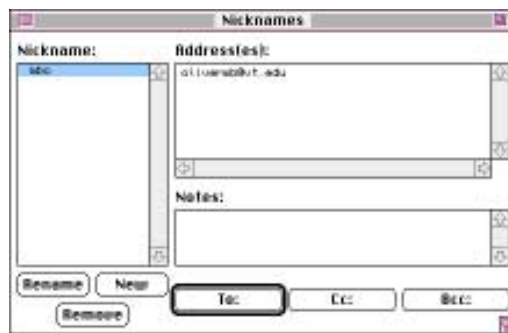 Nicknames
Nickname:
Address(es):
Notes:
Rename
New
Remove
To:
Cc:
Bcc: